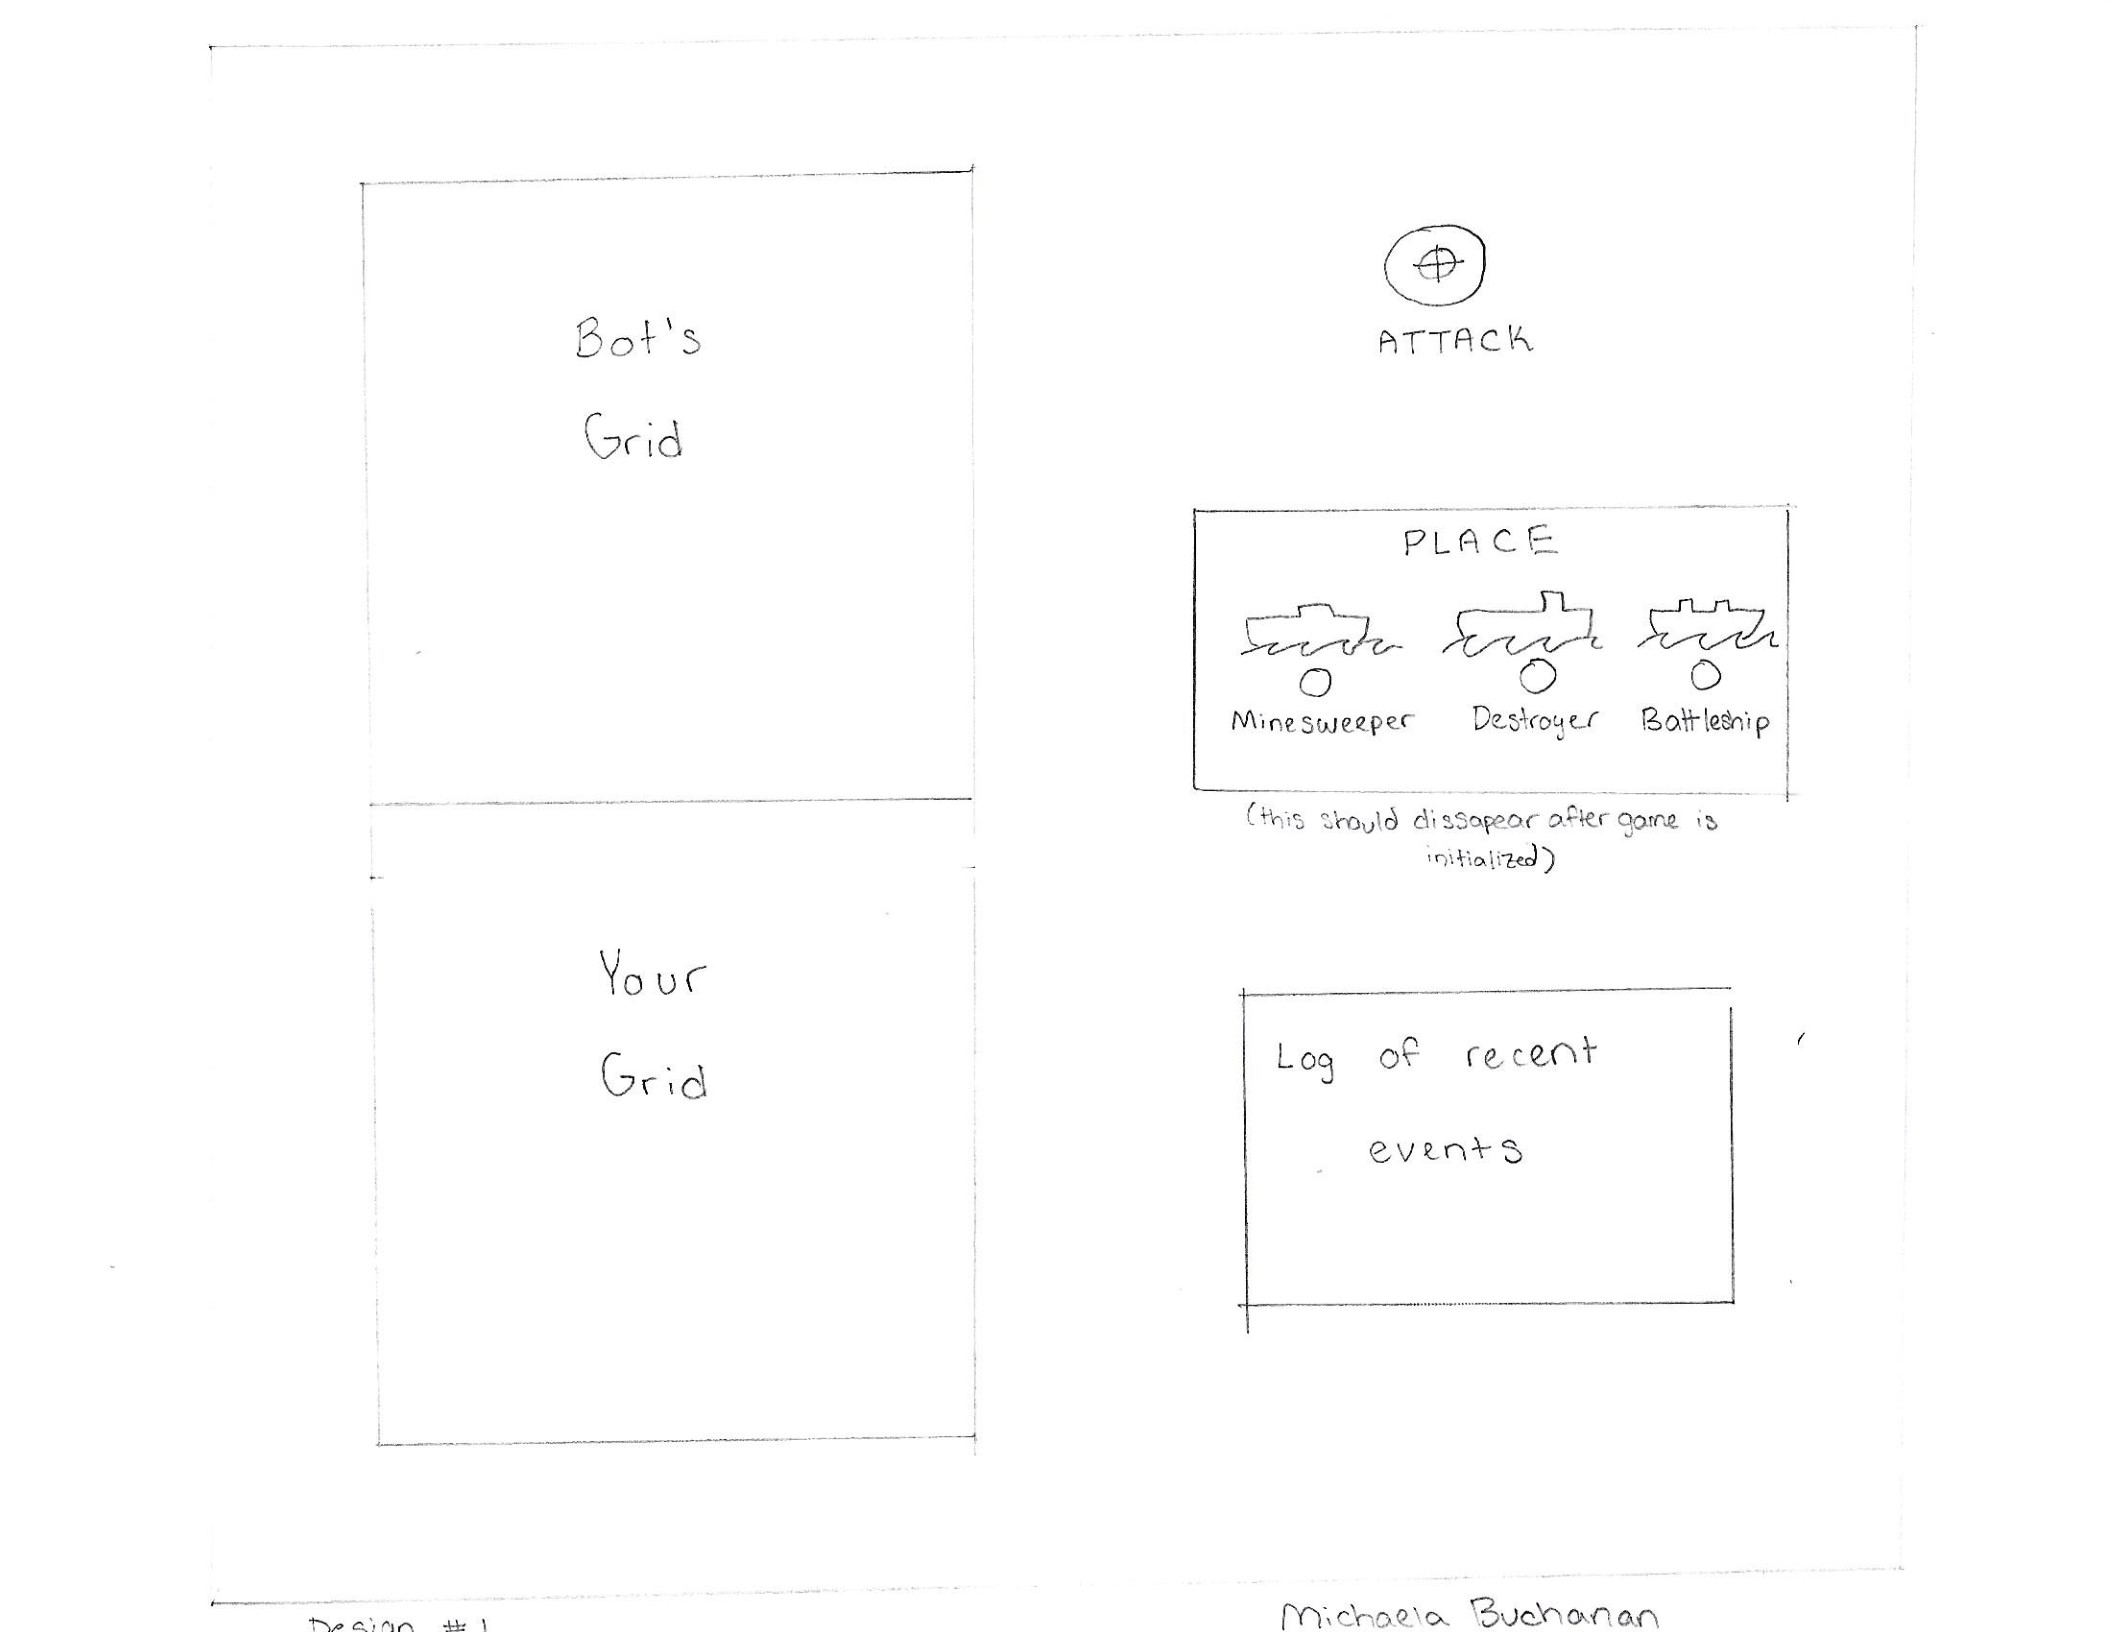 Bot's
Grid
ATTACK
PLACE
Minesweeper Destroyer Battleship
(this should dissapear after game is
initialized)
Your
Grid
Log of recent
events
Design #1
Michaela Buchanan